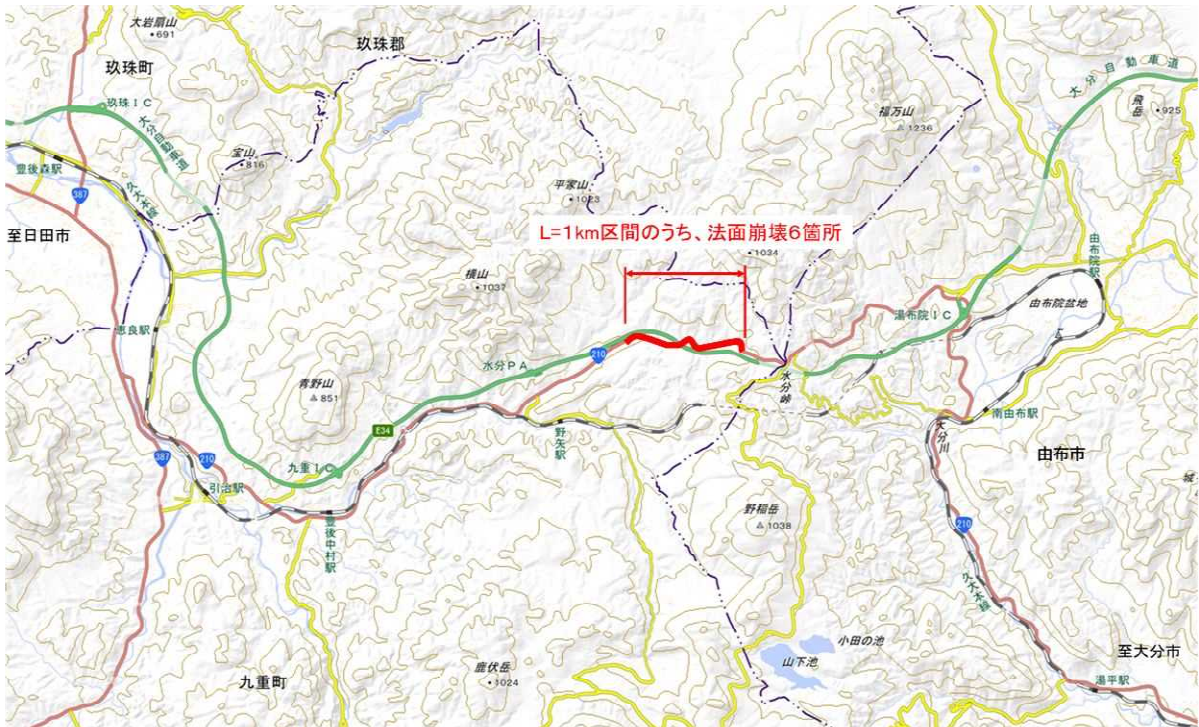 大岩扇山
・691
玖珠郡
玖珠町
大分自動車道
飛岳
・925
玖珠IC
大分自動車道
福万山
△1236
宝山
・816
豊後森駅
387
久大本線
平家山
・1023
至日田市
L=1km区間のうち、法面崩壊6箇所
・1034
由布院駅
横山
・1037
由布院盆地
湯布院IC
恵良駅
210
水分PA
水分峠
青野山
△851
南由布駅
E34
野矢駅
大分川
由布市
387
210
九重IC
引治駅
城
豊後中村駅
野稲岳
△1038
210
久大本線
小田の池
山下池
至大分市
鹿伏岳
・1024
九重町
湯平駅